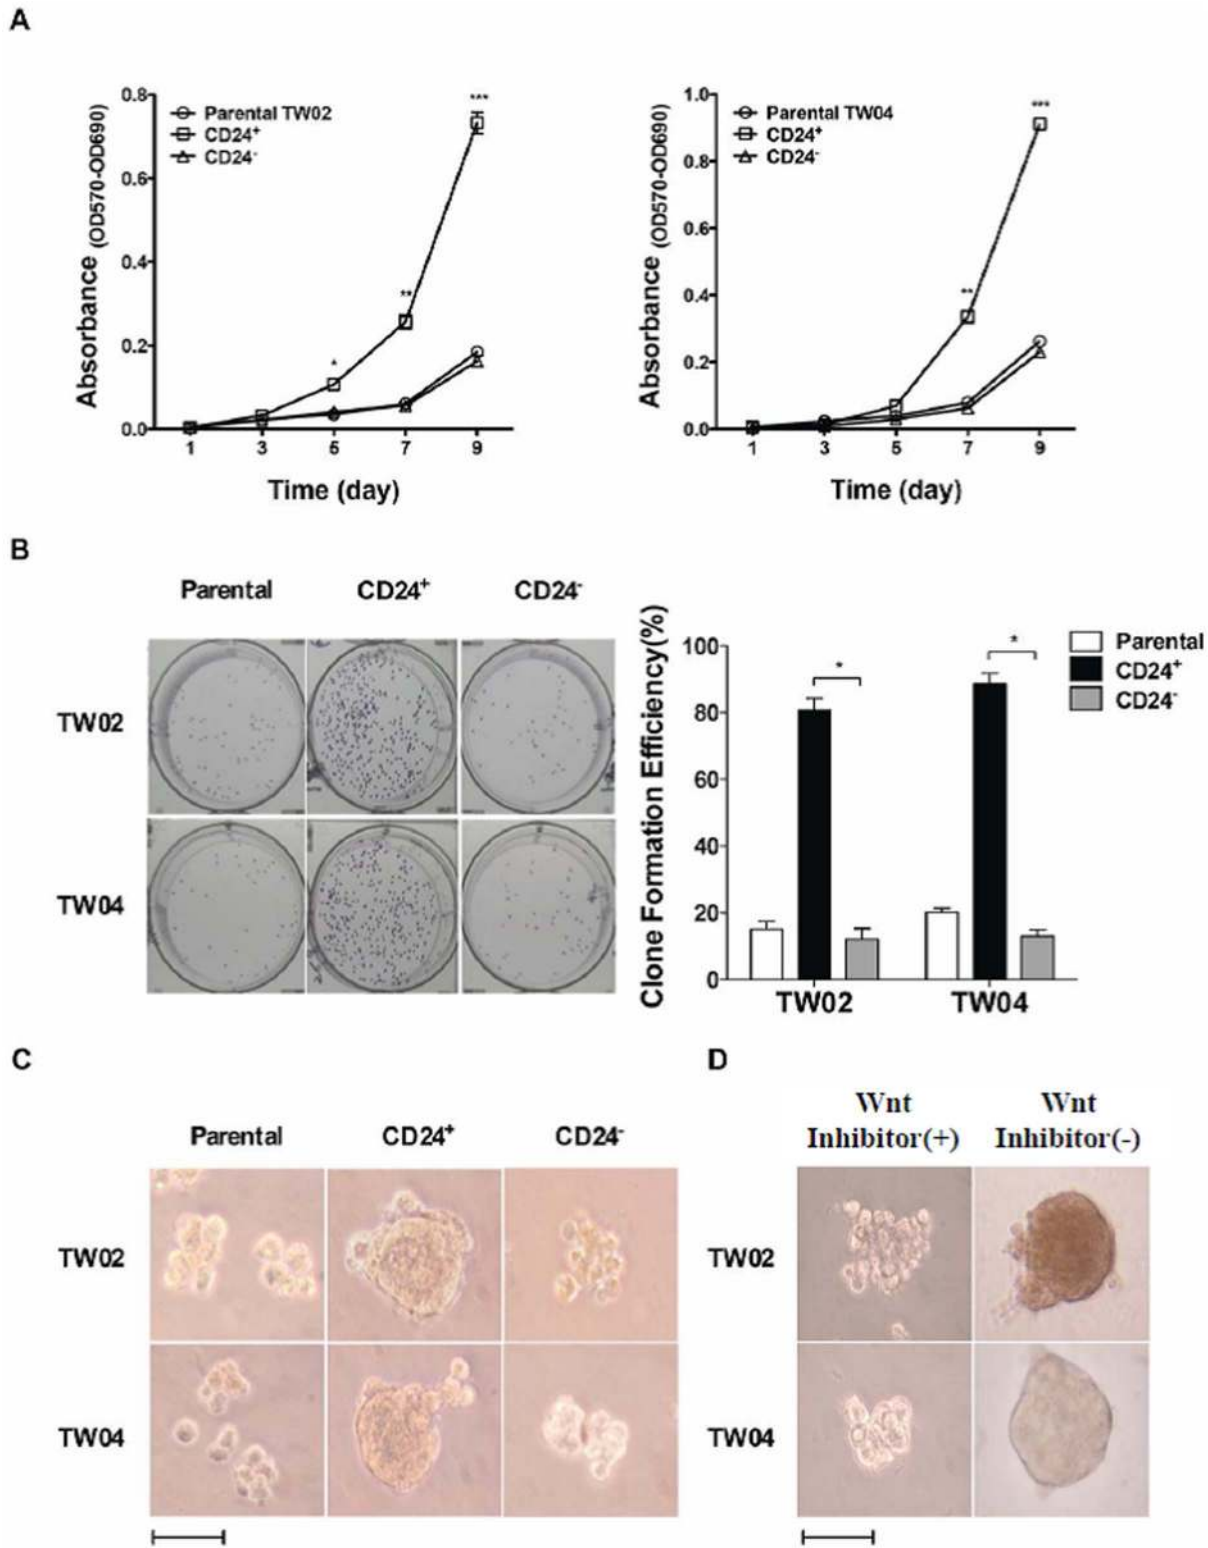 A
Absorbance (OD570-OD690)
0.8
0.6
0.4
0.2
0.0
Parental TW02
CD24+
CD24-
*
**
***
1 3 5 7 9
Time (day)
Absorbance (OD570-OD690)
1.0
0.8
0.6
0.4
0.2
0.0
Parental TW04
CD24+
CD24-
**
***
1 3 5 7 9
Time (day)
B
Parental CD24+ CD24-
TW02
TW04
Clone Formation Efficiency(%)
100
80
60
40
20
0
*
*
Parental
CD24+
CD24-
TW02 TW04
C
Parental CD24+ CD24-
TW02
TW04
D
Wnt Inhibitor(+)
Wnt Inhibitor(-)
TW02
TW04